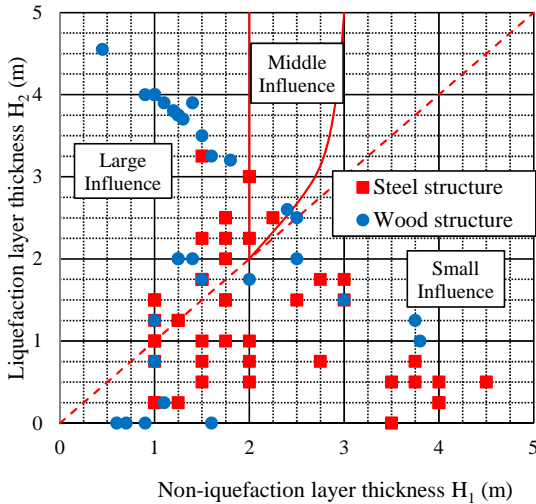 5
Middle
Influence
4
Large
Influence
3
Steel structure
Wood structure
2
Small
Influence
1
0
0
1
2
3
4
5
Liquefaction layer thickness H2 (m)
Non-iquefaction layer thickness H1 (m)